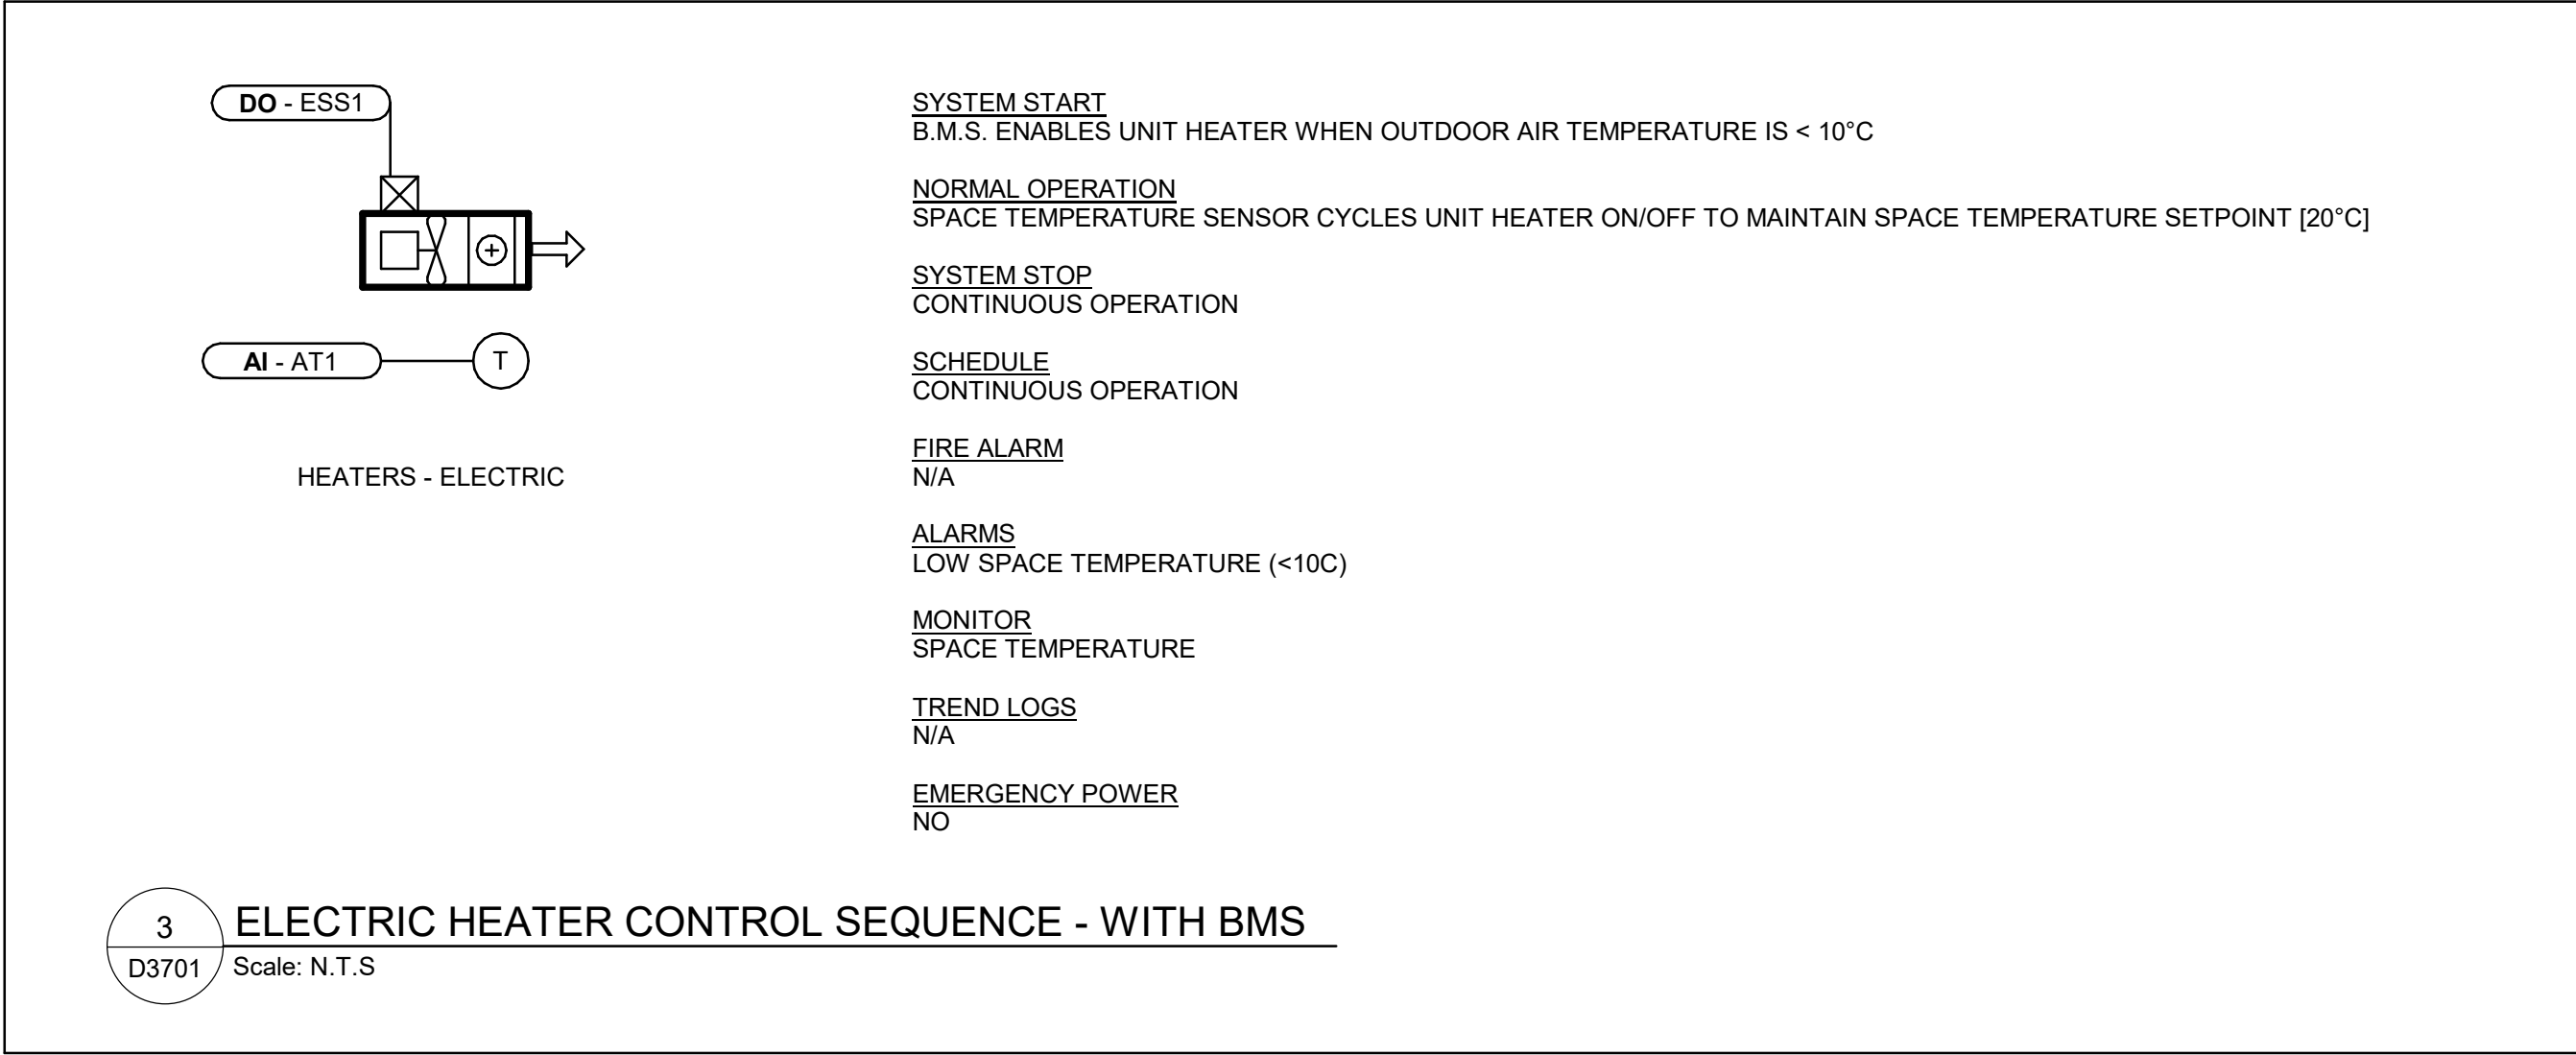 DO - ESS1
AI - AT1
T
HEATERS - ELECTRIC
SYSTEM START
B.M.S. ENABLES UNIT HEATER WHEN OUTDOOR AIR TEMPERATURE IS < 10°C
NORMAL OPERATION
SPACE TEMPERATURE SENSOR CYCLES UNIT HEATER ON/OFF TO MAINTAIN SPACE TEMPERATURE SETPOINT [20°C]
SYSTEM STOP
CONTINUOUS OPERATION
SCHEDULE
CONTINUOUS OPERATION
FIRE ALARM
N/A
ALARMS
LOW SPACE TEMPERATURE (<10C)
MONITOR
SPACE TEMPERATURE
TREND LOGS
N/A
EMERGENCY POWER
NO
3
D3701
ELECTRIC HEATER CONTROL SEQUENCE - WITH BMS
Scale: N.T.S